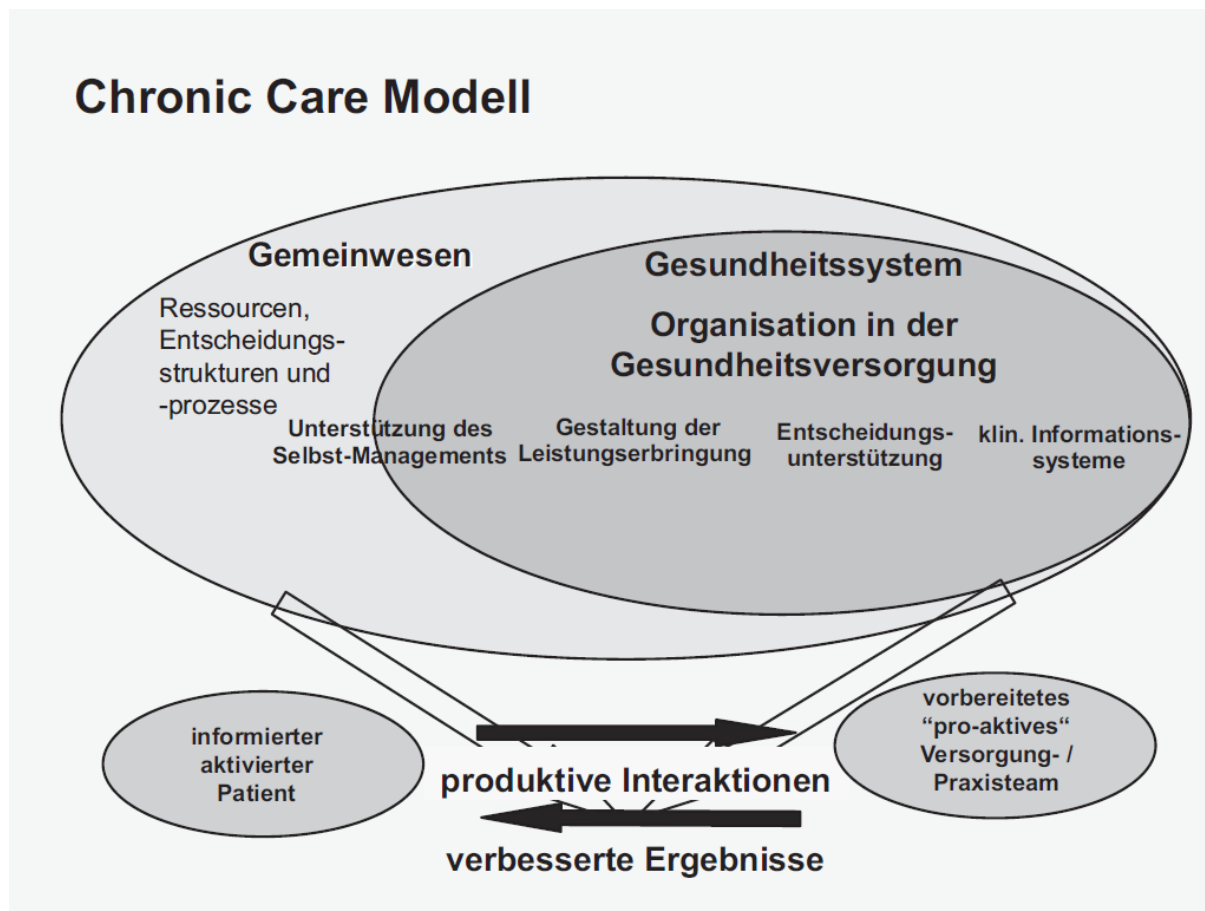 Chronic Care Modell
Gemeinwesen
Ressourcen,
Entscheidungs-
strukturen und
-prozesse
Gesundheitssystem
Organisation in der
Gesundheitsversorgung
Unterstützung des
Selbst-Managements
Gestaltung der
Leistungserbringung
Entscheidungs-
unterstützung
klin. Informations-
systeme
informierter
aktivierter
Patient
produktive Interaktionen
verbesserte Ergebnisse
vorbereitetes
“pro-aktives“
Versorgung- /
Praxisteam